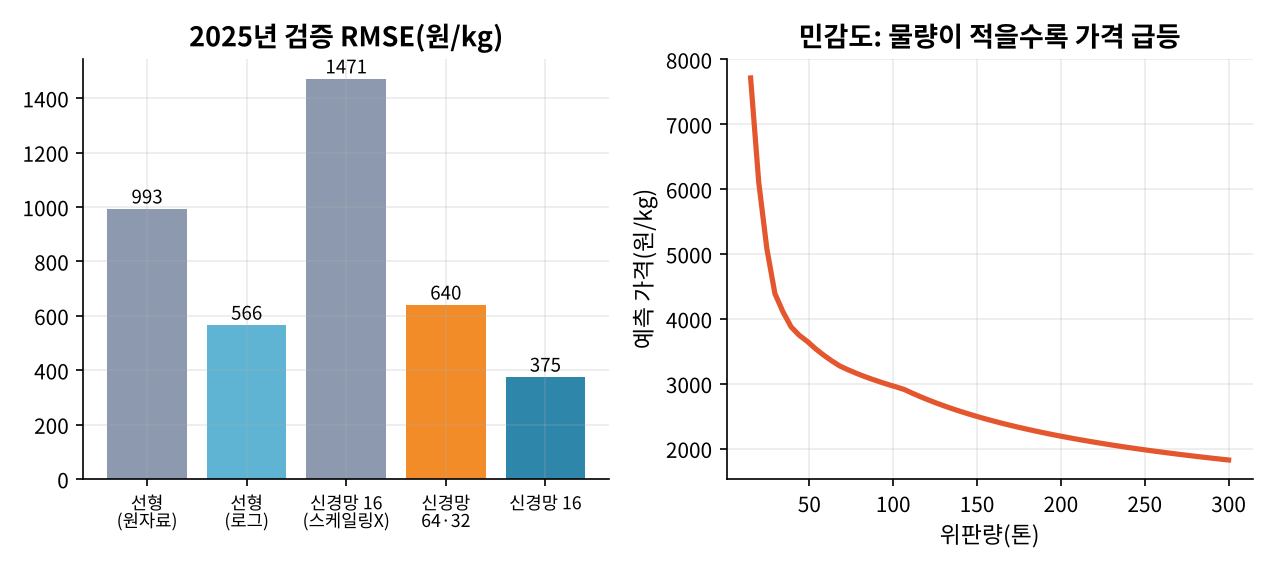 2025년 검증 RMSE(원/kg)
1400
1200
1000
800
600
400
200
0
993
566
1471
640
375
선형
(원자료)
선형
(로그)
신경망 16
(스케일링X)
신경망
64·32
신경망 16
민감도: 물량이 적을수록 가격 급등
예측 가격(원/kg)
8000
7000
6000
5000
4000
3000
2000
50
100
150
200
250
300
위판량(톤)